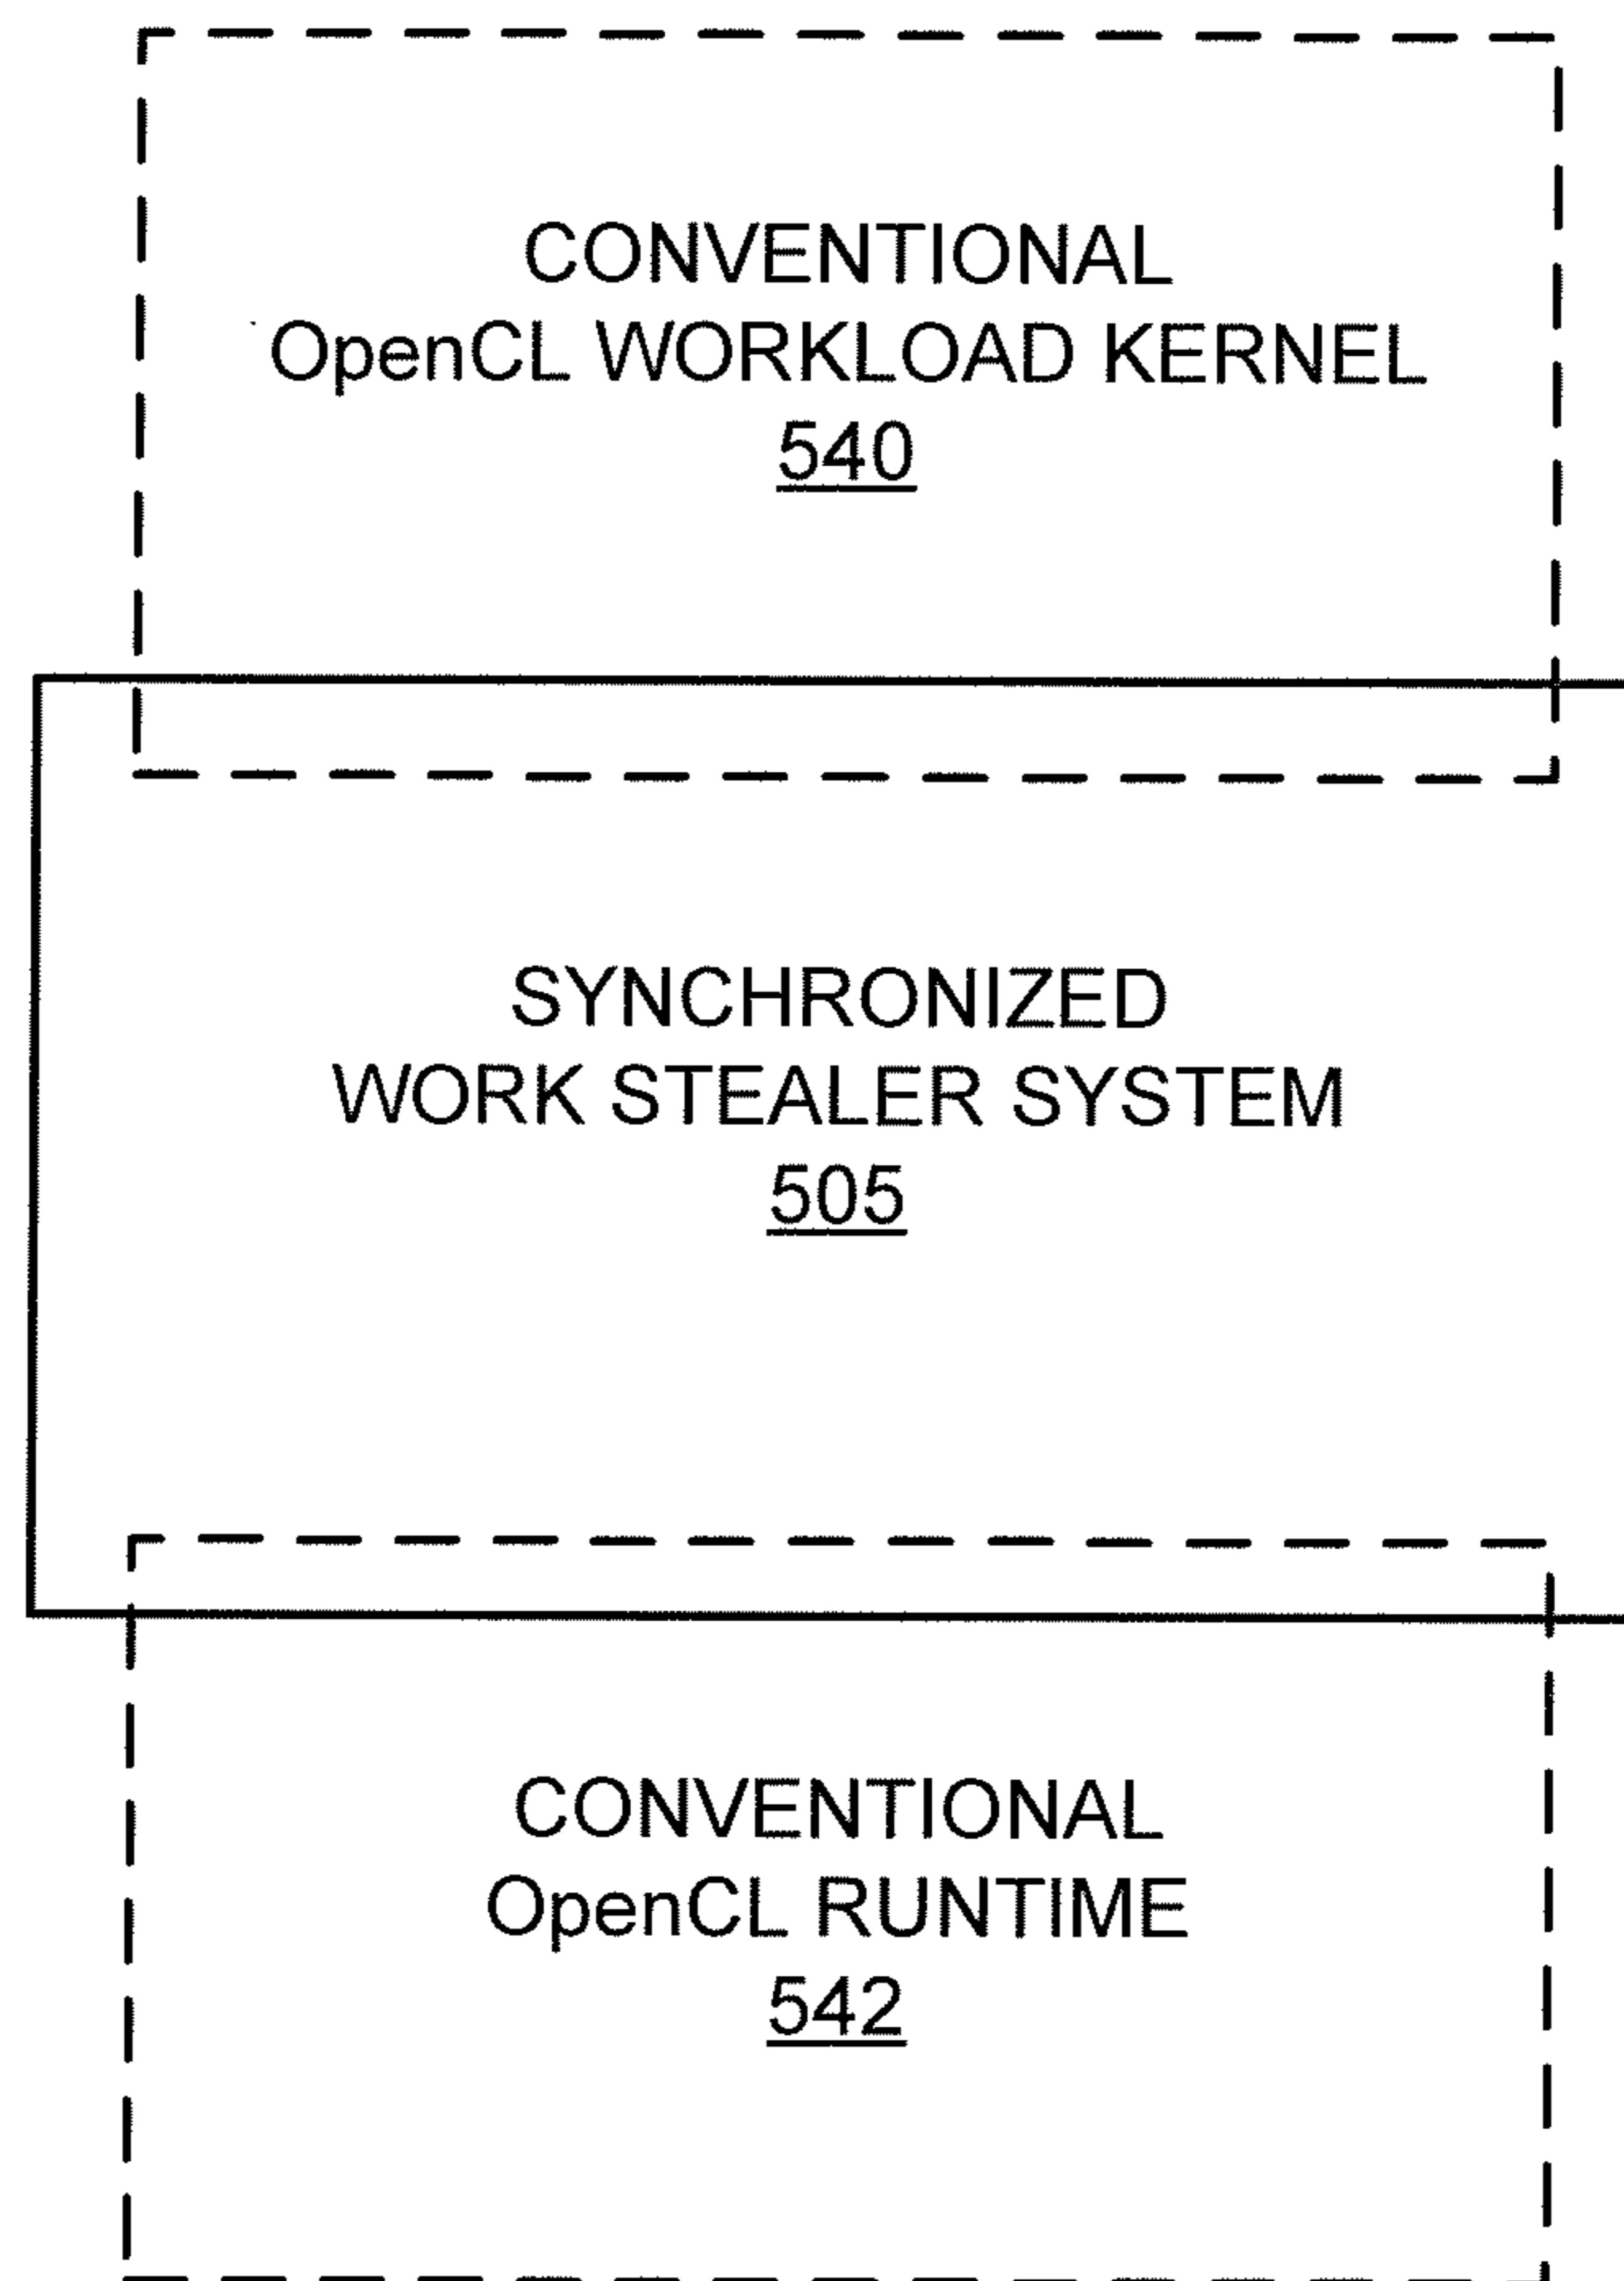 CONVENTIONAL
OpenCL WORKLOAD KERNEL
540
SYNCHRONIZED
WORK STEALER SYSTEM
505
CONVENTIONAL
OpenCL RUNTIME
542